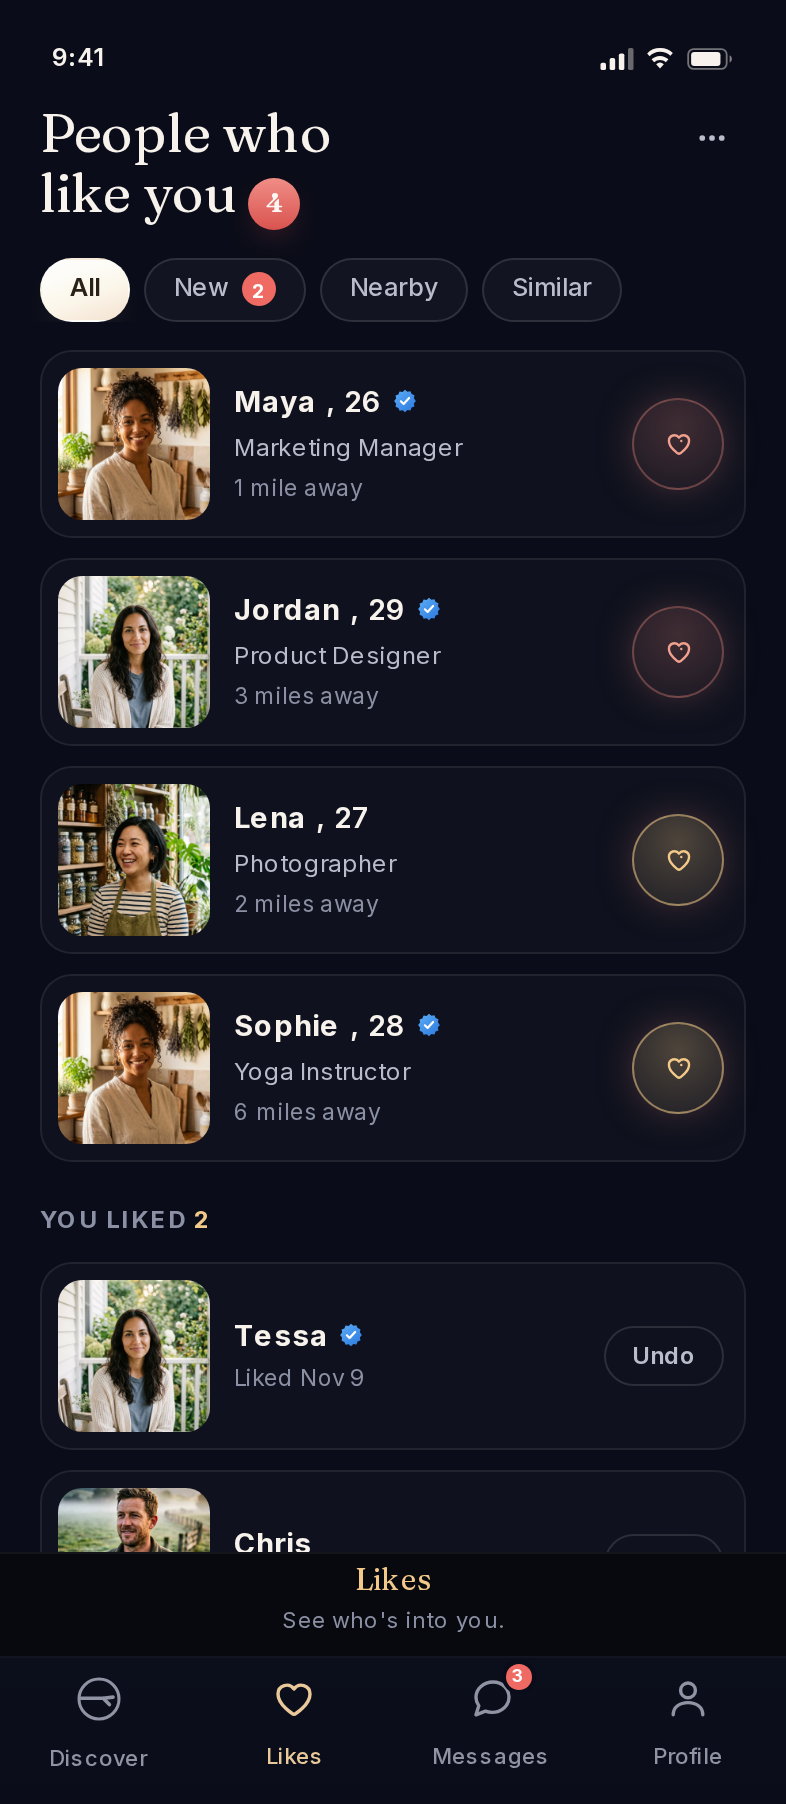 9:41
People who
like you 4
All
New 2
Nearby
Similar
Maya , 26
Marketing Manager
1 mile away
Jordan , 29
Product Designer
3 miles away
Lena , 27
Photographer
2 miles away
Sophie , 28
Yoga Instructor
6 miles away
YOU LIKED 2
Tessa
Liked Nov 9
Undo
Chris
Likes
See who's into you.
3
Discover
Likes
Messages
Profile